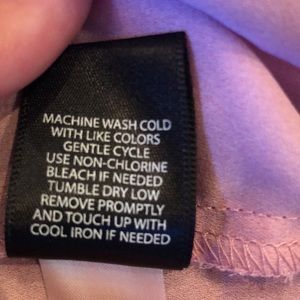 MACHINE WASH COLD
WITH LIKE COLORS
GENTLE CYCLE
USE NON-CHLORINE
BLEACH IF NEEDED
TUMBLE DRY LOW
REMOVE PROMPTLY
AND TOUCH UP WITH
COOL IRON IF NEEDED